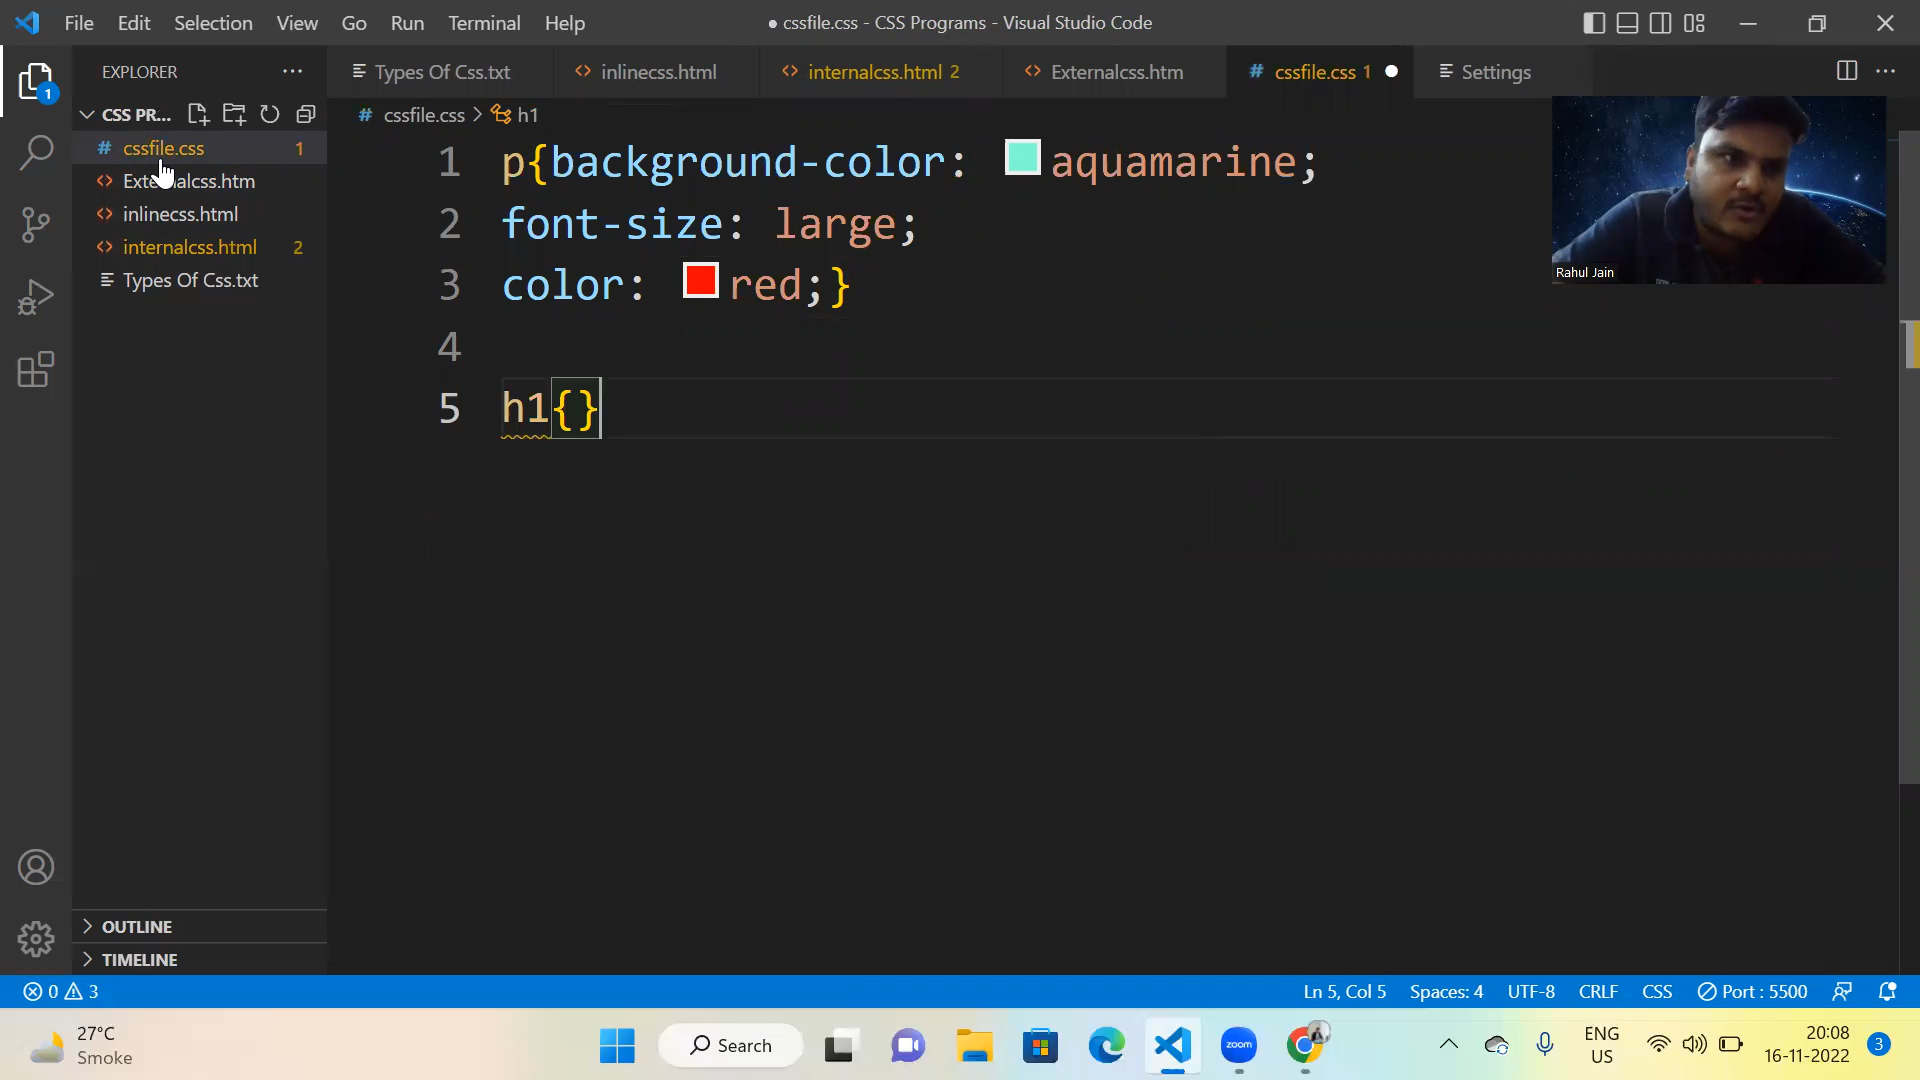 File Edit Selection View Go Run Terminal Help
● cssfile.css - CSS Programs - Visual Studio Code
EXPLORER
Types Of Css.txt
inlinecss.html
internalcss.html 2
Externalcss.htm
cssfile.css 1
Settings
CSS PR...
cssfile.css > h1
cssfile.css 1
Externalcss.htm
inlinecss.html
internalcss.html 2
Types Of Css.txt
1
1 p{background-color: aquamarine;
2 font-size: large;
3 color: red;}
4
5 h1{}
Rahul Jain
OUTLINE
TIMELINE
0 3
Ln 5, Col 5 Spaces: 4 UTF-8 CRLF CSS Port : 5500
27°C
Smoke
Search
zoom
ENG
US
20:08
16-11-2022
3